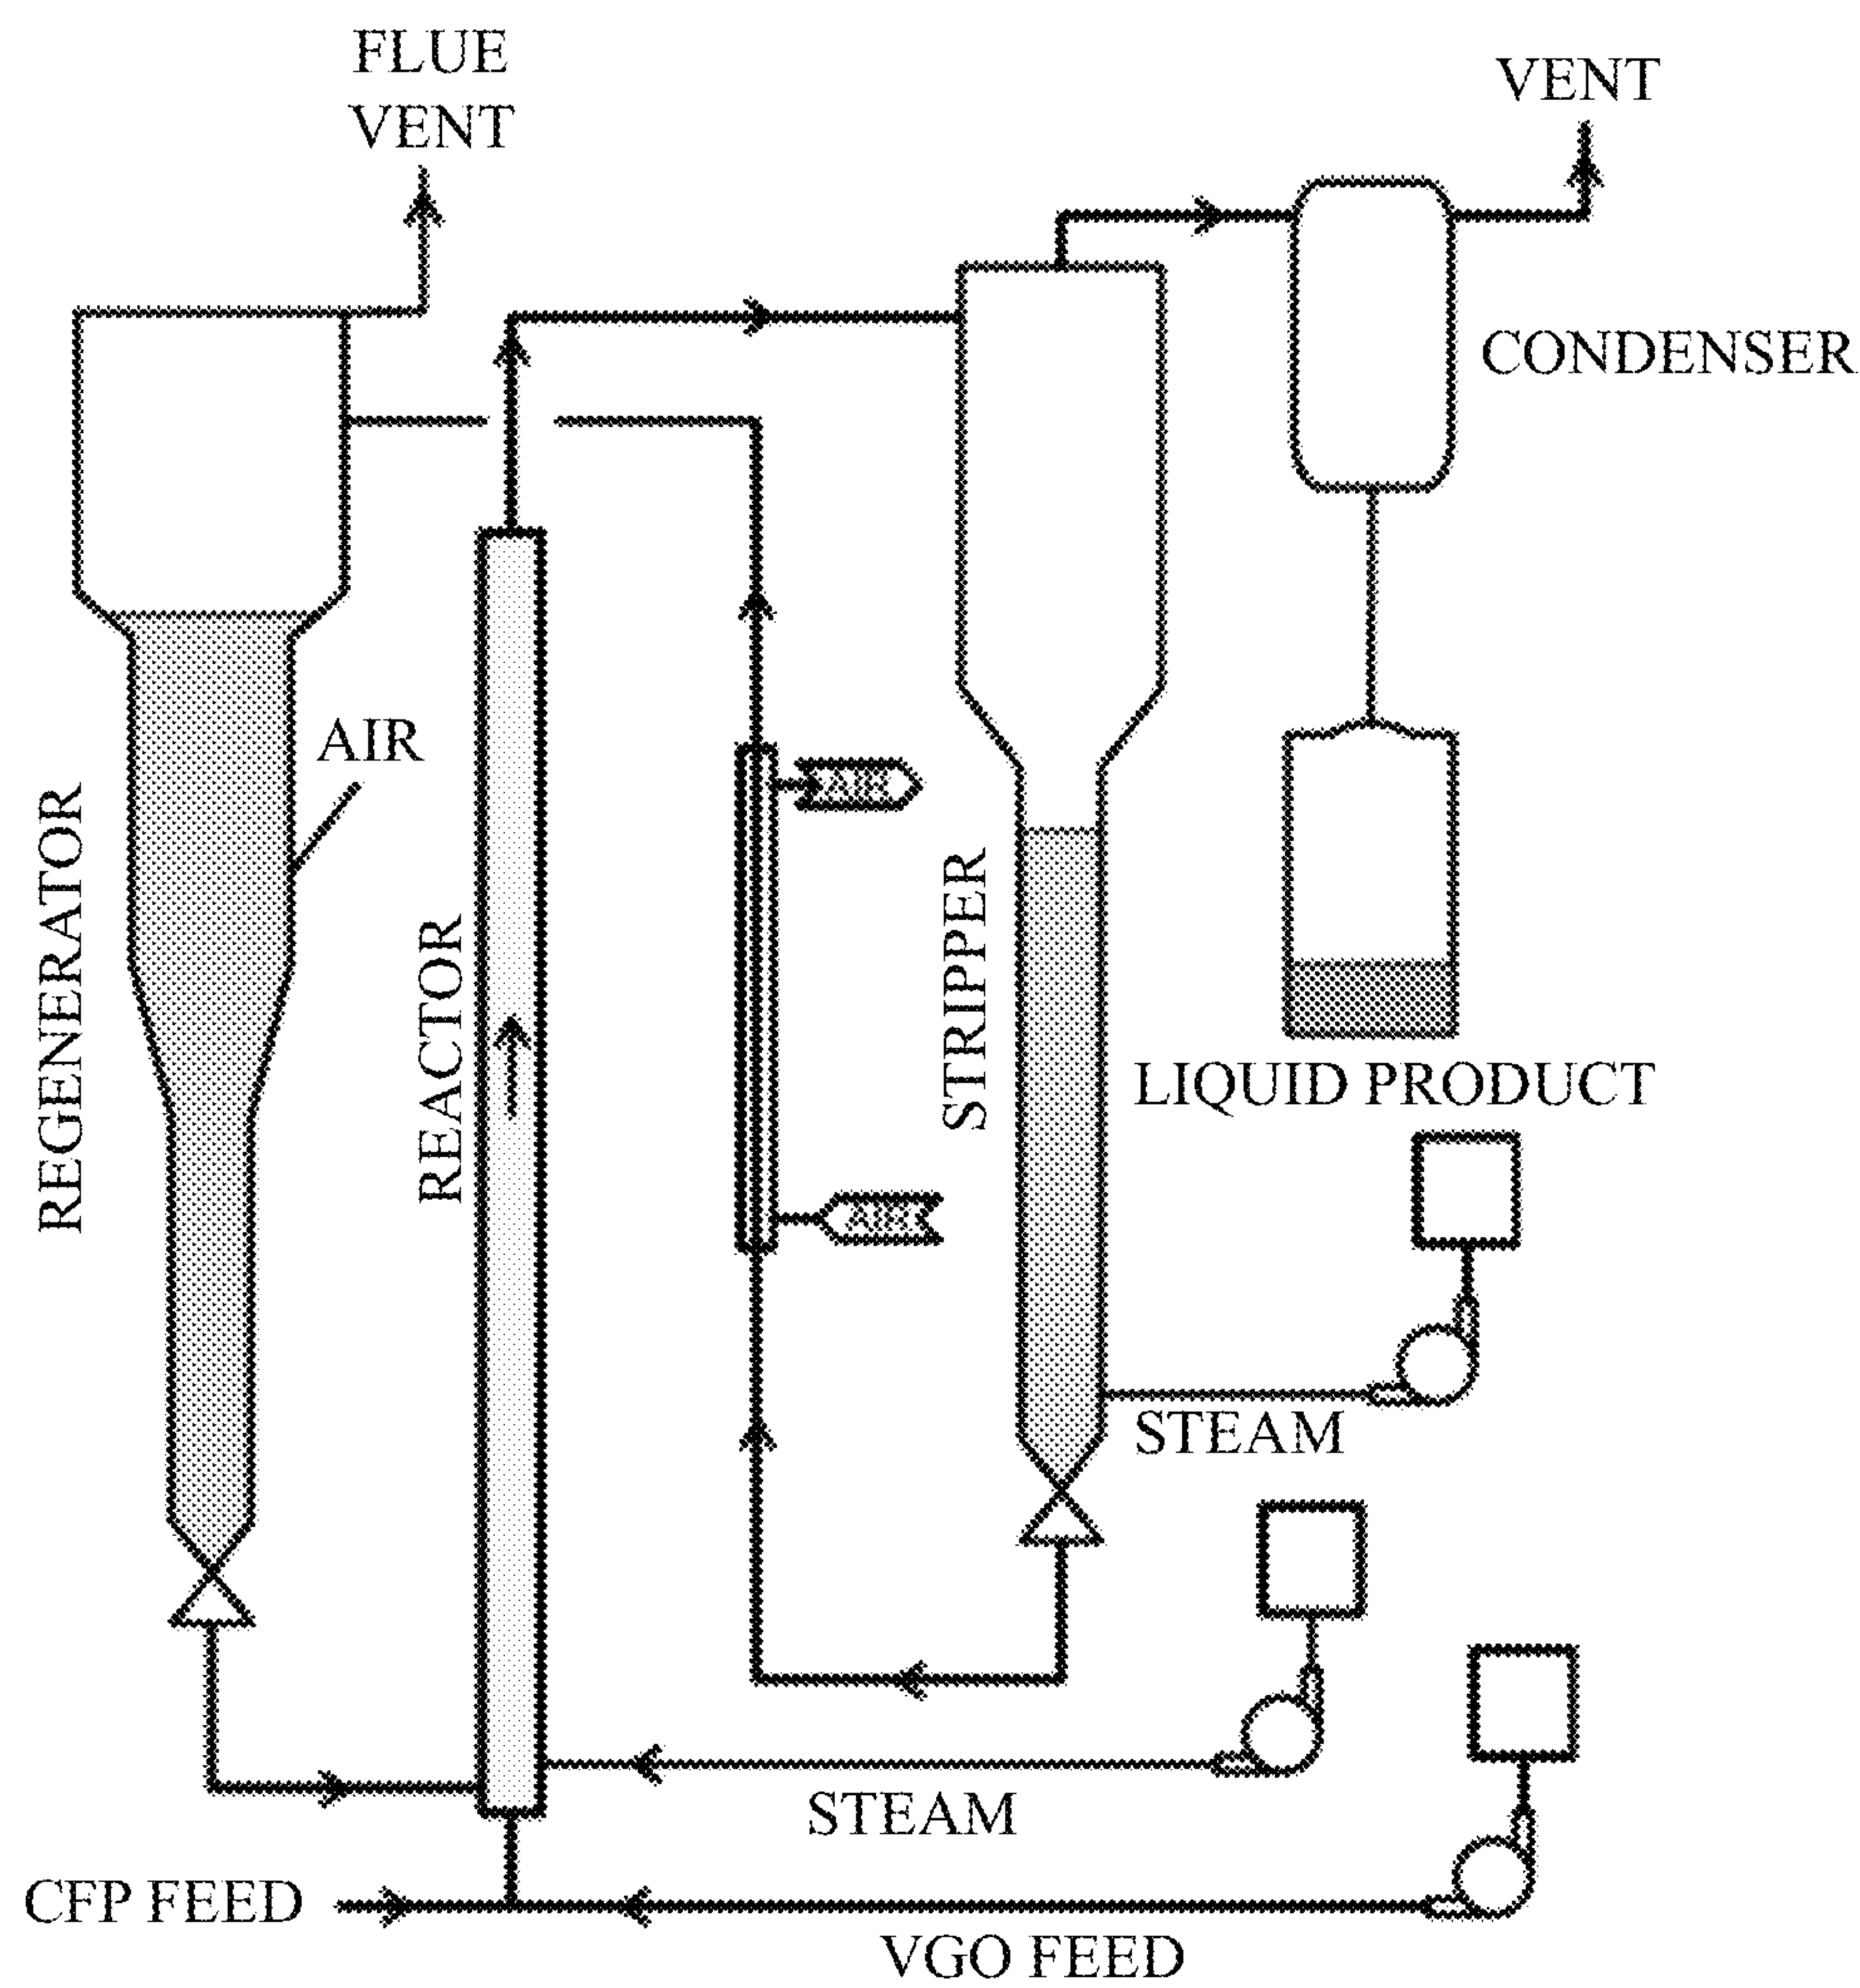 FLUE
VENT
VENT
CONDENSER
AIR
AIR
REGENERATOR
REACTOR
STRIPPER
LIQUID PRODUCT
AIR
STEAM
STEAM
CFP FEED
VGO FEED